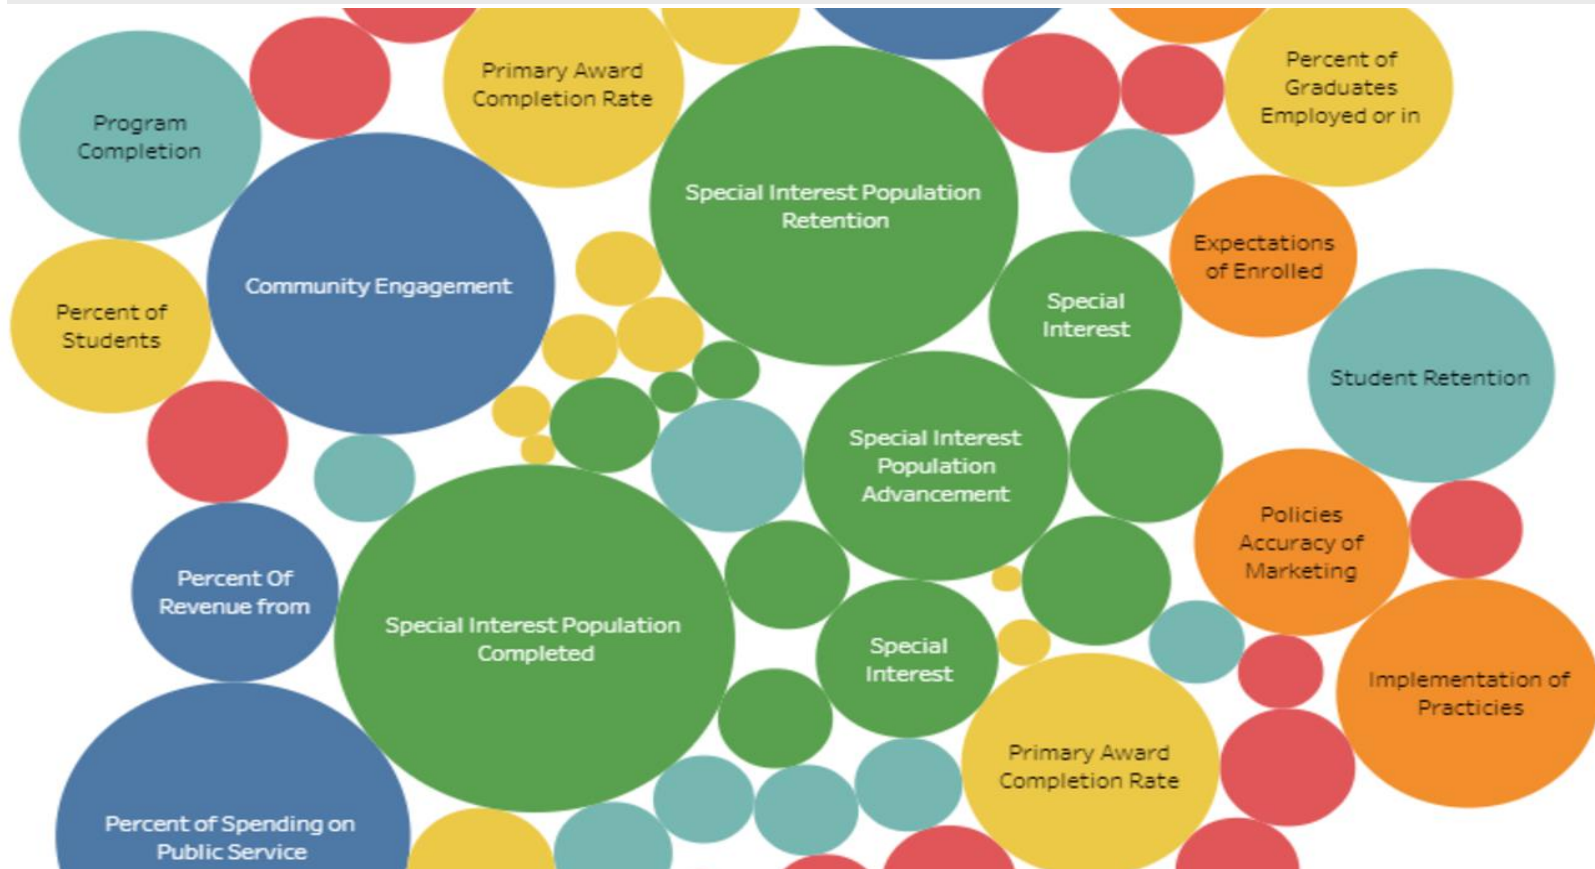 Primary Award
Completion Rate
Percent of
Graduates
Employed or in
Program
Completion
Special Interest Population
Retention
Expectations
of Enrolled
Community Engagement
Special
Interest
Percent of
Students
Student Retention
Special Interest
Population
Advancement
Policies
Accuracy of
Marketing
Percent Of
Revenue from
Special Interest Population
Completed
Special
Interest
Implementation of
Practicies
Primary Award
Completion Rate
Percent of Spending on
Public Service